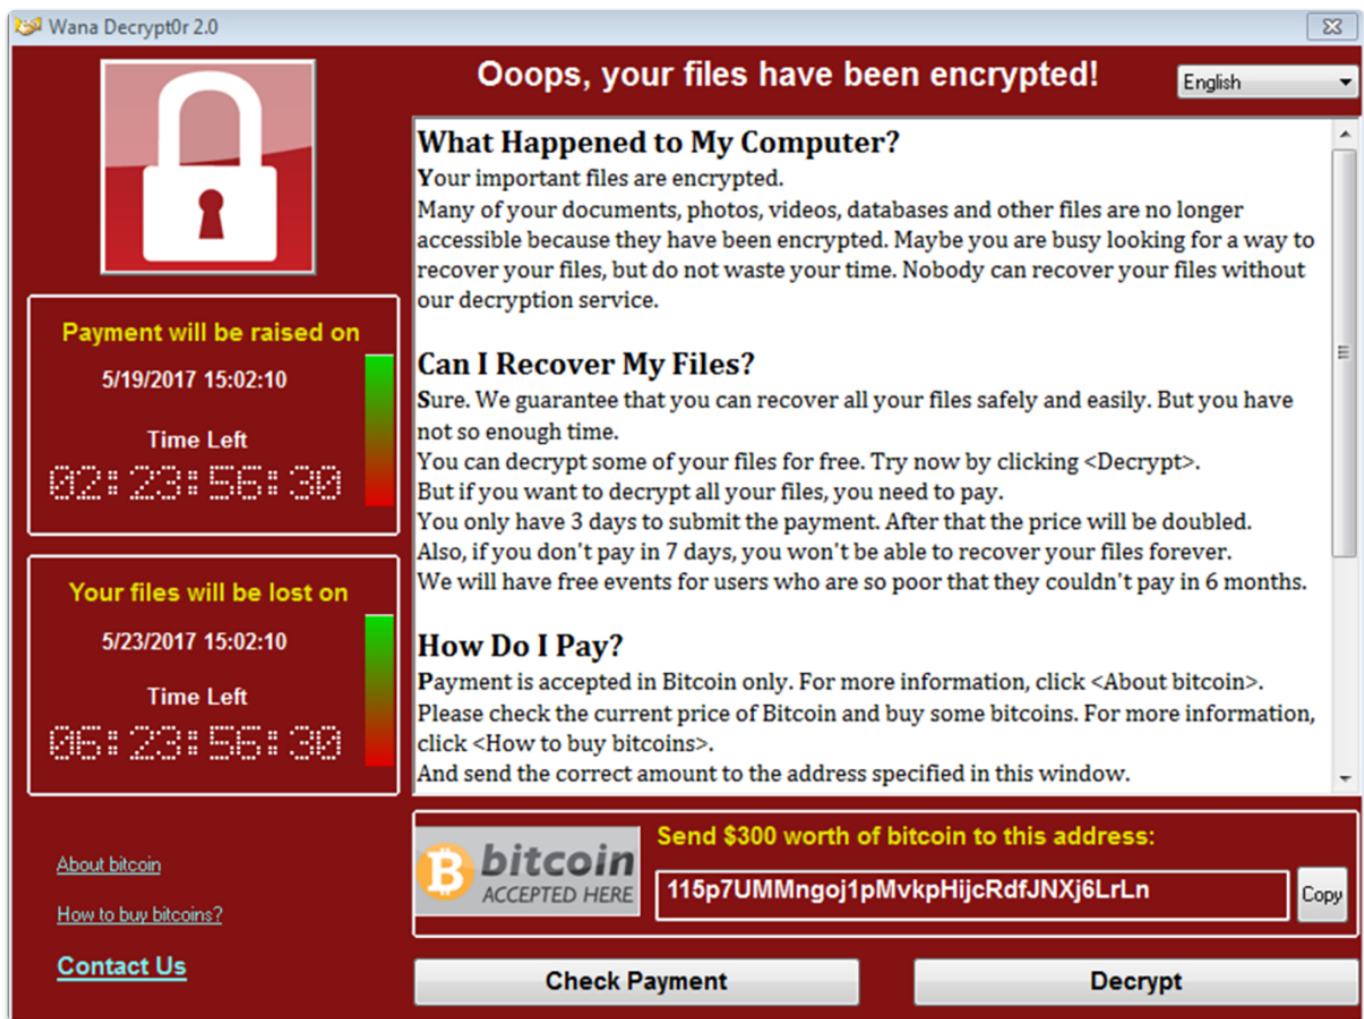 Wana Decrypt0r 2.0
Ooops, your files have been encrypted!
English
What Happened to My Computer?
Your important files are encrypted.
Many of your documents, photos, videos, databases and other files are no longer
accessible because they have been encrypted. Maybe you are busy looking for a way to
recover your files, but do not waste your time. Nobody can recover your files without
our decryption service.
Can I Recover My Files?
Sure. We guarantee that you can recover all your files safely and easily. But you have
not so enough time.
You can decrypt some of your files for free. Try now by clicking <Decrypt>.
But if you want to decrypt all your files, you need to pay.
You only have 3 days to submit the payment. After that the price will be doubled.
Also, if you don't pay in 7 days, you won't be able to recover your files forever.
We will have free events for users who are so poor that they couldn't pay in 6 months.
How Do I Pay?
Payment is accepted in Bitcoin only. For more information, click <About bitcoin>.
Please check the current price of Bitcoin and buy some bitcoins. For more information,
click <How to buy bitcoins>.
And send the correct amount to the address specified in this window.
Payment will be raised on
5/19/2017 15:02:10
Time Left
02:23:56:30
Your files will be lost on
5/23/2017 15:02:10
Time Left
06:23:56:30
About bitcoin
How to buy bitcoins?
Contact Us
bitcoin
ACCEPTED HERE
Send $300 worth of bitcoin to this address:
115p7UMMngoj1pMvkpHijcRdfJNXj6LrLn
Copy
Check Payment
Decrypt